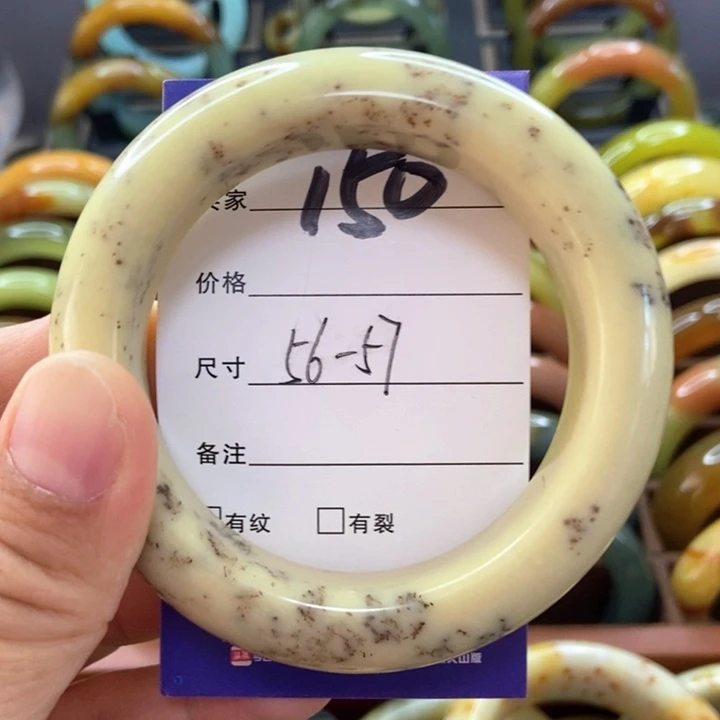 家 150
价格
尺寸 56-57
备注
□有纹 □有裂